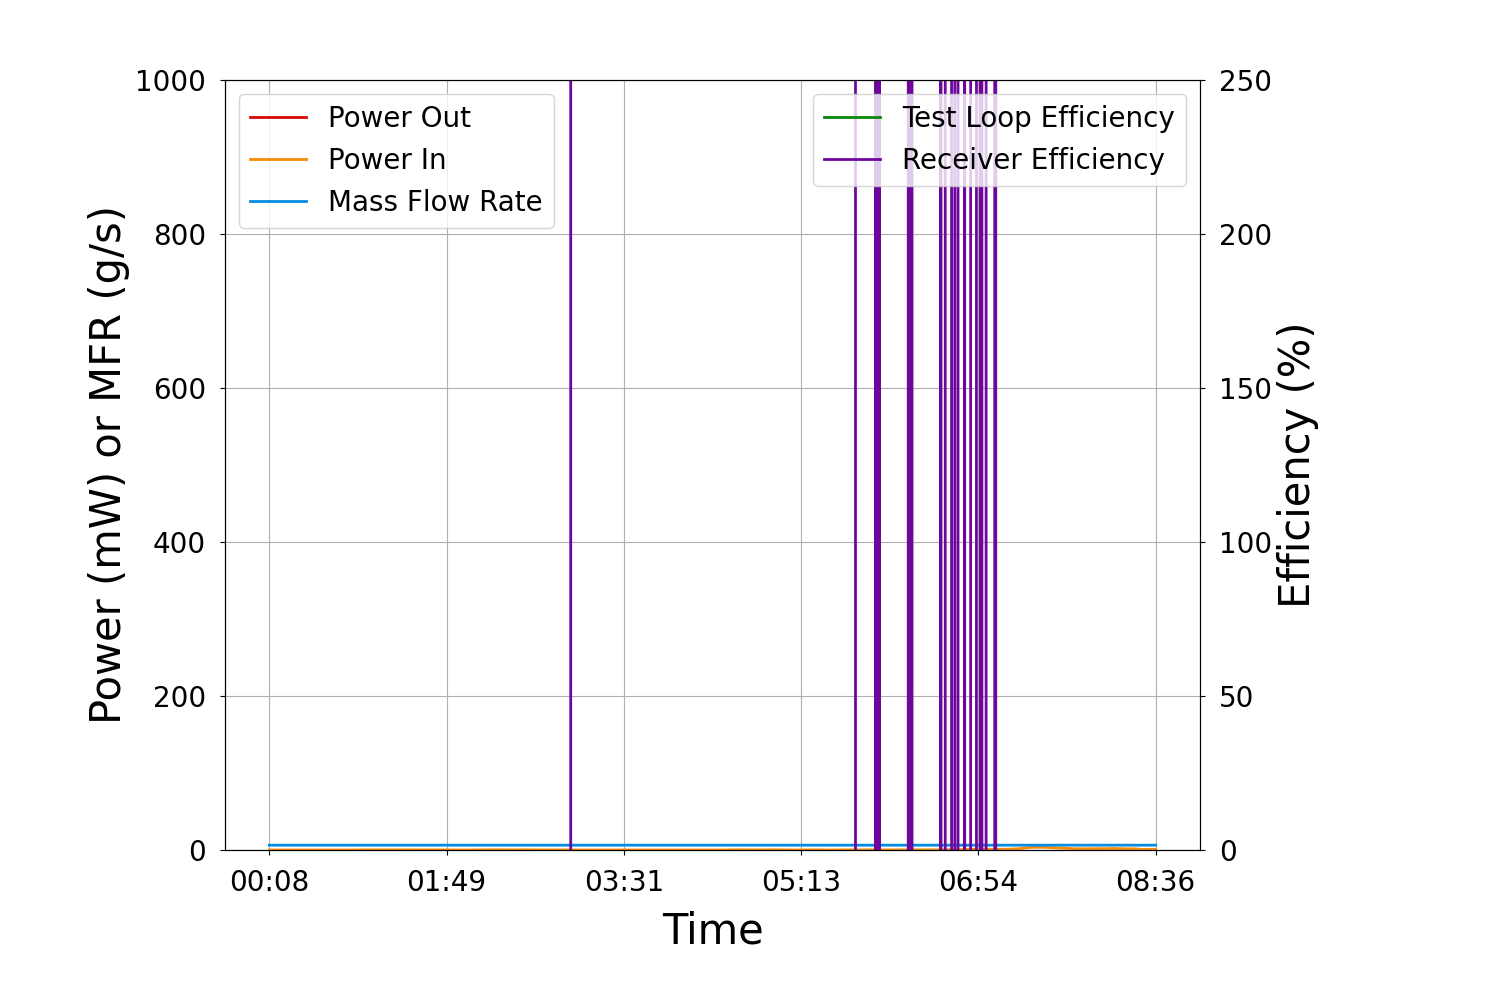 Power Out
Power In
Mass Flow Rate
Test Loop Efficiency
Receiver Efficiency
1000
800
600
400
200
0
Power (mW) or MFR (g/s)
250
200
150
100
50
0
Efficiency (%)
00:08 01:49 03:31 05:13 06:54 08:36
Time